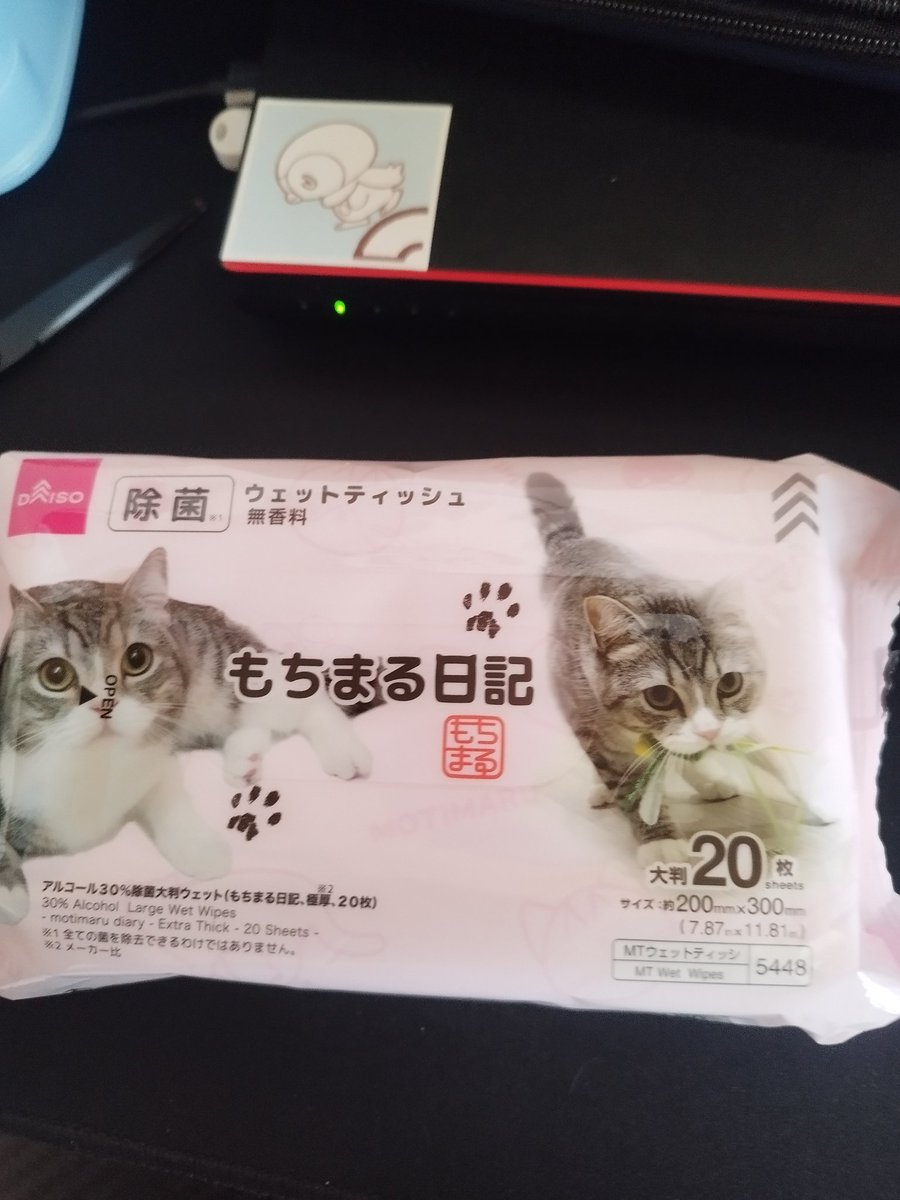 DAISO
除菌※1
ウェットティッシュ
無香料
もちまる日記
もち
まる
OPEN
大判20枚
sheets
サイズ:約200mm×300mm
(7.87in×11.81in)
アルコール30%除菌大判ウェット(もちまる日記、極厚※2、20枚)
30% Alcohol Large Wet Wipes
- motimaru diary - Extra Thick - 20 Sheets -
※1 全ての菌を除去できるわけではありません。
※2 メーカー比
MTウェットティッシ
MT Wet Wipes
5448